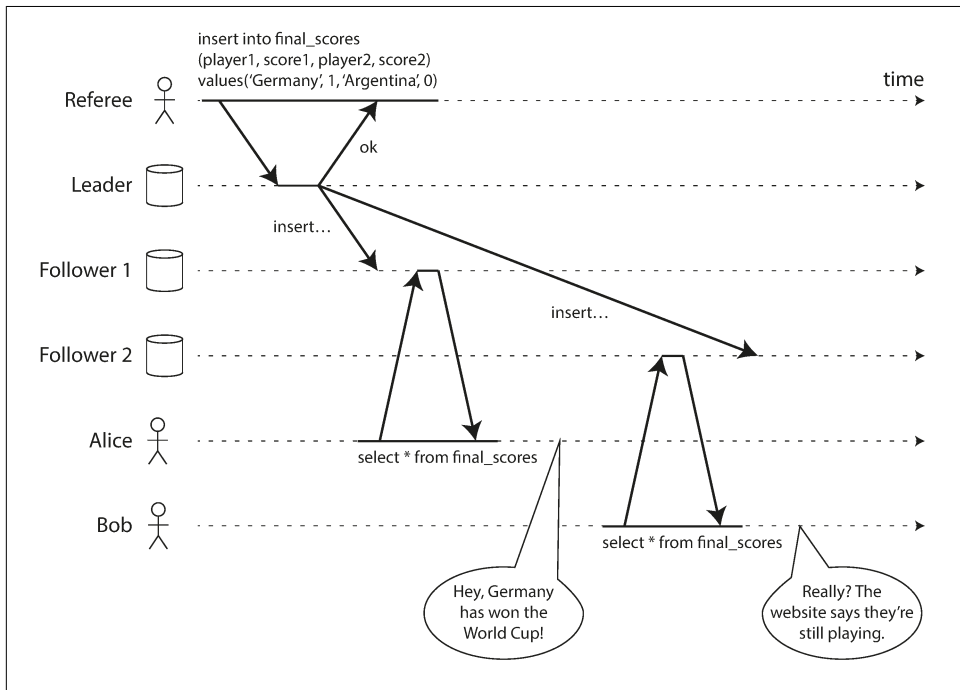 insert into final_scores
(player1, score1, player2, score2)
values(‘Germany’, 1, ‘Argentina’, 0)
time
Referee
ok
Leader
insert…
Follower 1
insert…
Follower 2
Alice
select * from final_scores
Bob
select * from final_scores
Hey, Germany
has won the
World Cup!
Really? The
website says they’re
still playing.